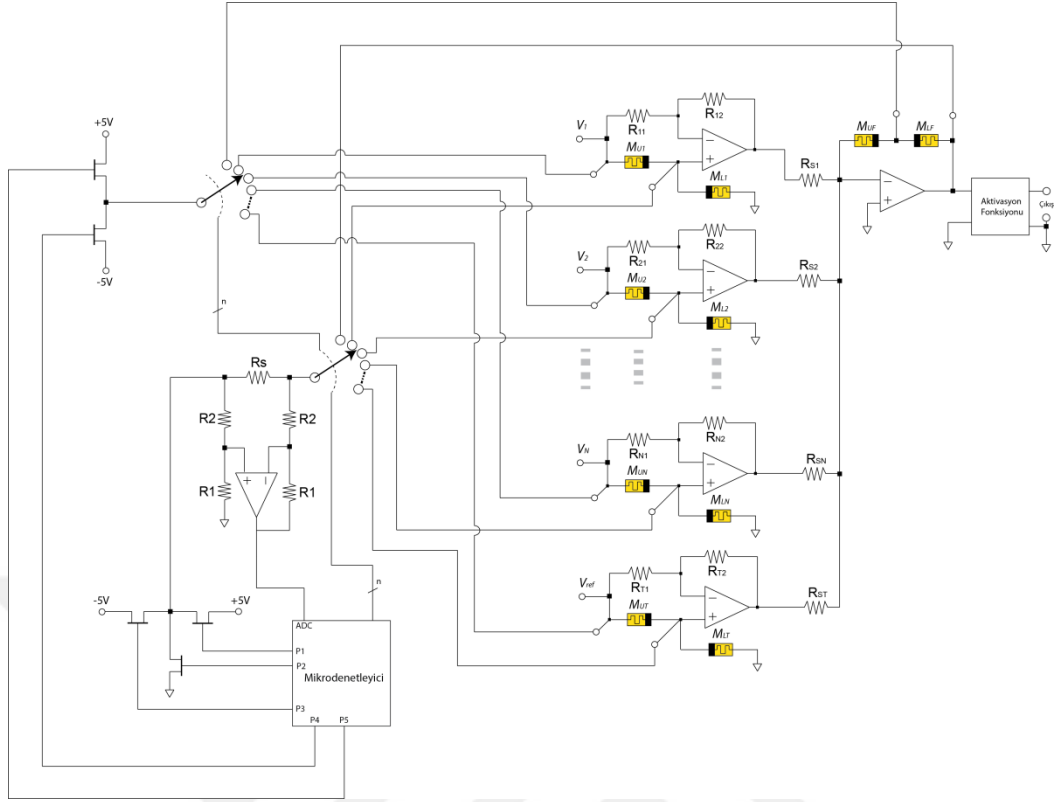 +5V
-5V
n
Rs
R2
R2
R1
R1
+
−
-5V
+5V
ADC
P1
P2
P3
P4
P5
Mikrodenetleyici
n
V1
R11
R12
MU1
ML1
−
+
RS1
V2
R21
R22
MU2
ML2
−
+
RS2
VN
RN1
RN2
MUN
MLN
−
+
RSN
Vref
RT1
RT2
MUT
MLT
−
+
RST
MUF
MLF
−
+
Aktivasyon
Fonksiyonu
Çıkış